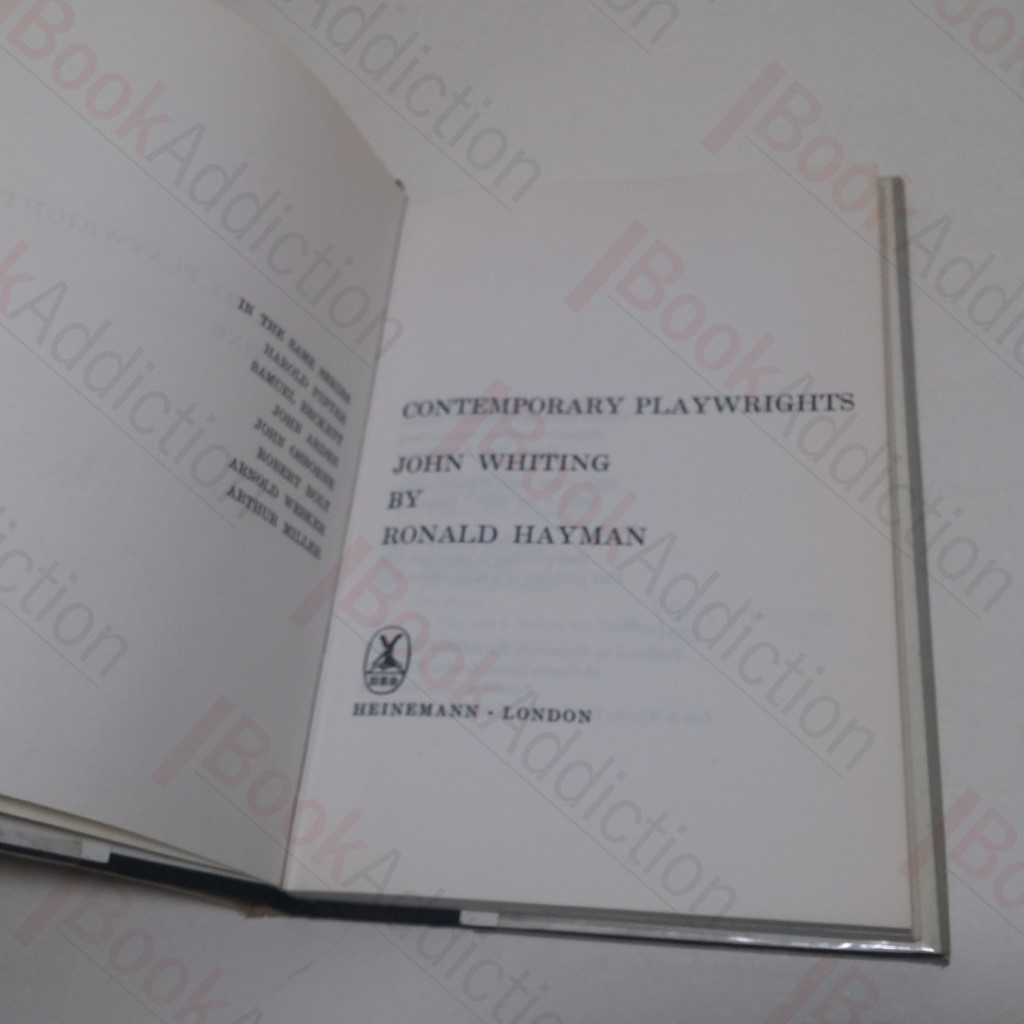 IN THE SAME SERIES
HAROLD PINTER
SAMUEL BECKETT
JOHN ARDEN
JOHN OSBORNE
ROBERT BOLT
ARNOLD WESKER
ARTHUR MILLER
CONTEMPORARY PLAYWRIGHTS
JOHN WHITING
BY
RONALD HAYMAN
HEINEMANN · LONDON
BookAddiction